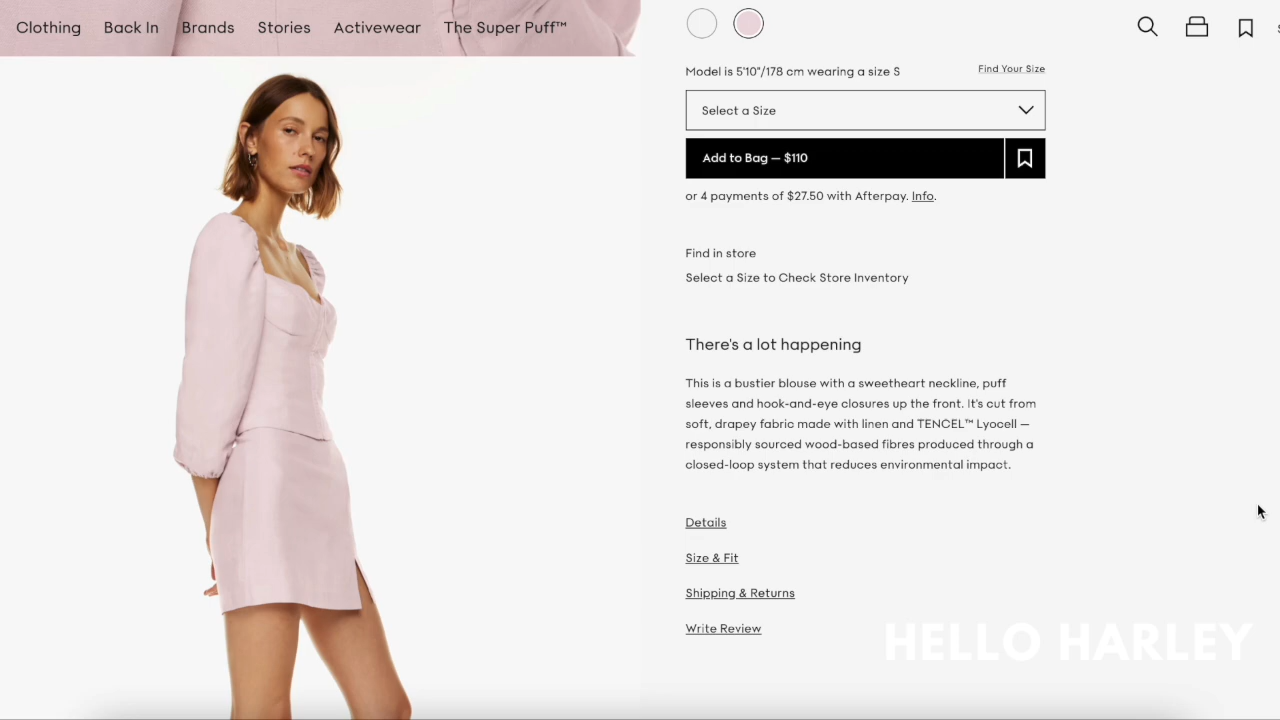 Clothing Back In Brands Stories Activewear The Super Puff™
Model is 5'10"/178 cm wearing a size S
Find Your Size
Select a Size
Add to Bag — $110
or 4 payments of $27.50 with Afterpay. Info.
Find in store
Select a Size to Check Store Inventory
There's a lot happening
This is a bustier blouse with a sweetheart neckline, puff
sleeves and hook-and-eye closures up the front. It's cut from
soft, drapey fabric made with linen and TENCEL™ Lyocell —
responsibly sourced wood-based fibres produced through a
closed-loop system that reduces environmental impact.
Details
Size & Fit
Shipping & Returns
Write Review
HELLO HARLEY